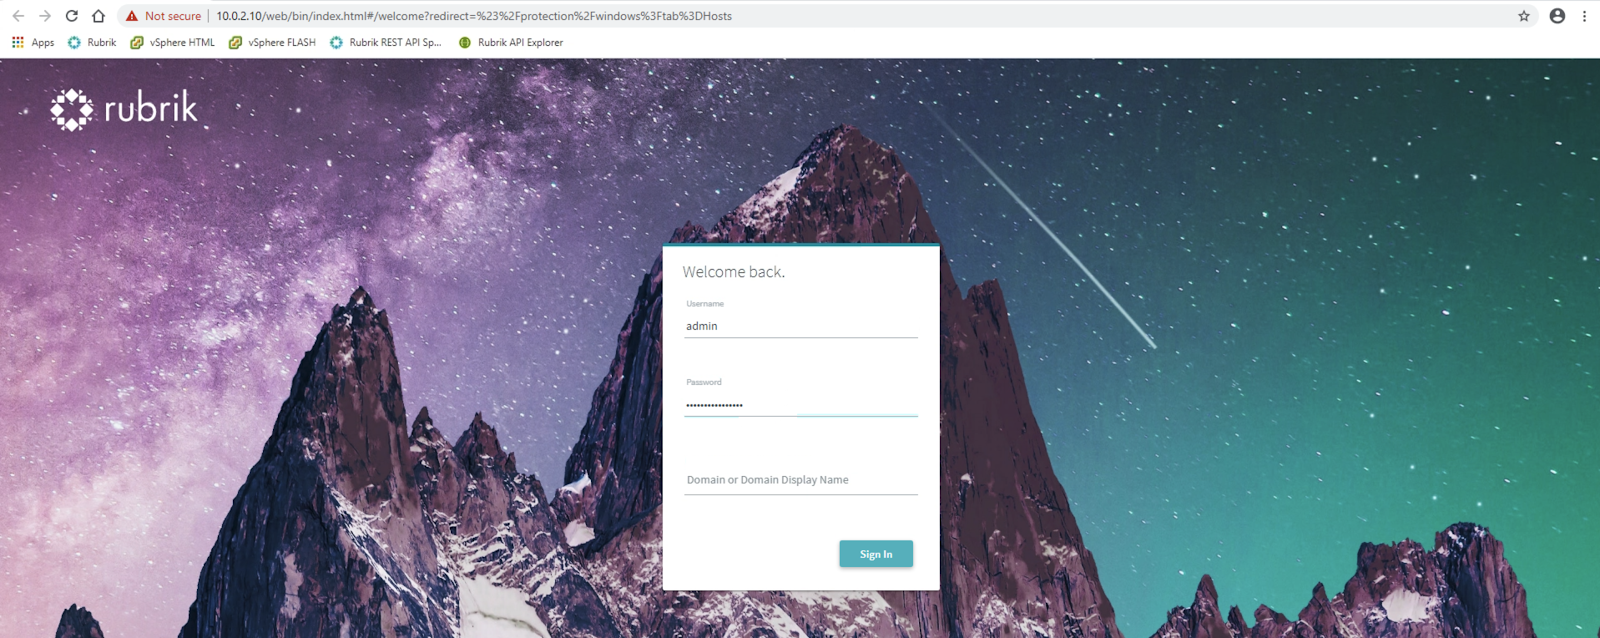 Not secure
10.0.2.10/web/bin/index.html#/welcome?redirect=%23%2Fprotection%2Fwindows%3Ftab%3DHosts
Apps Rubrik vSphere HTML vSphere FLASH Rubrik REST API Sp... Rubrik API Explorer
rubrik
Welcome back.
Username
admin
Password
••••••••••••••••
Domain or Domain Display Name
Sign In